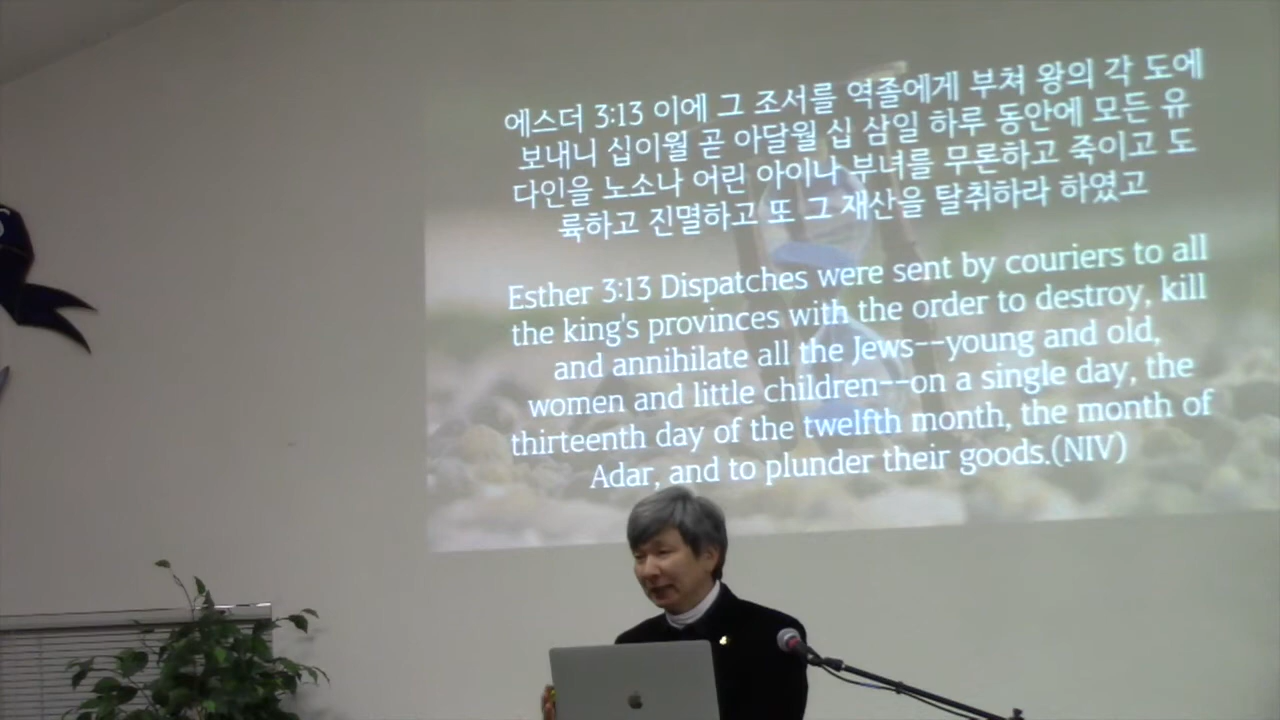 에스더 3:13 이에 그 조서를 역졸에게 부쳐 왕의 각 도에
보내니 십이월 곧 아달월 십 삼일 하루 동안에 모든 유
다인을 노소나 어린 아이나 부녀를 무론하고 죽이고 도
륙하고 진멸하고 또 그 재산을 탈취하라 하였고
Esther 3:13 Dispatches were sent by couriers to all
the king's provinces with the order to destroy, kill
and annihilate all the Jews--young and old,
women and little children--on a single day, the
thirteenth day of the twelfth month, the month of
Adar, and to plunder their goods.(NIV)